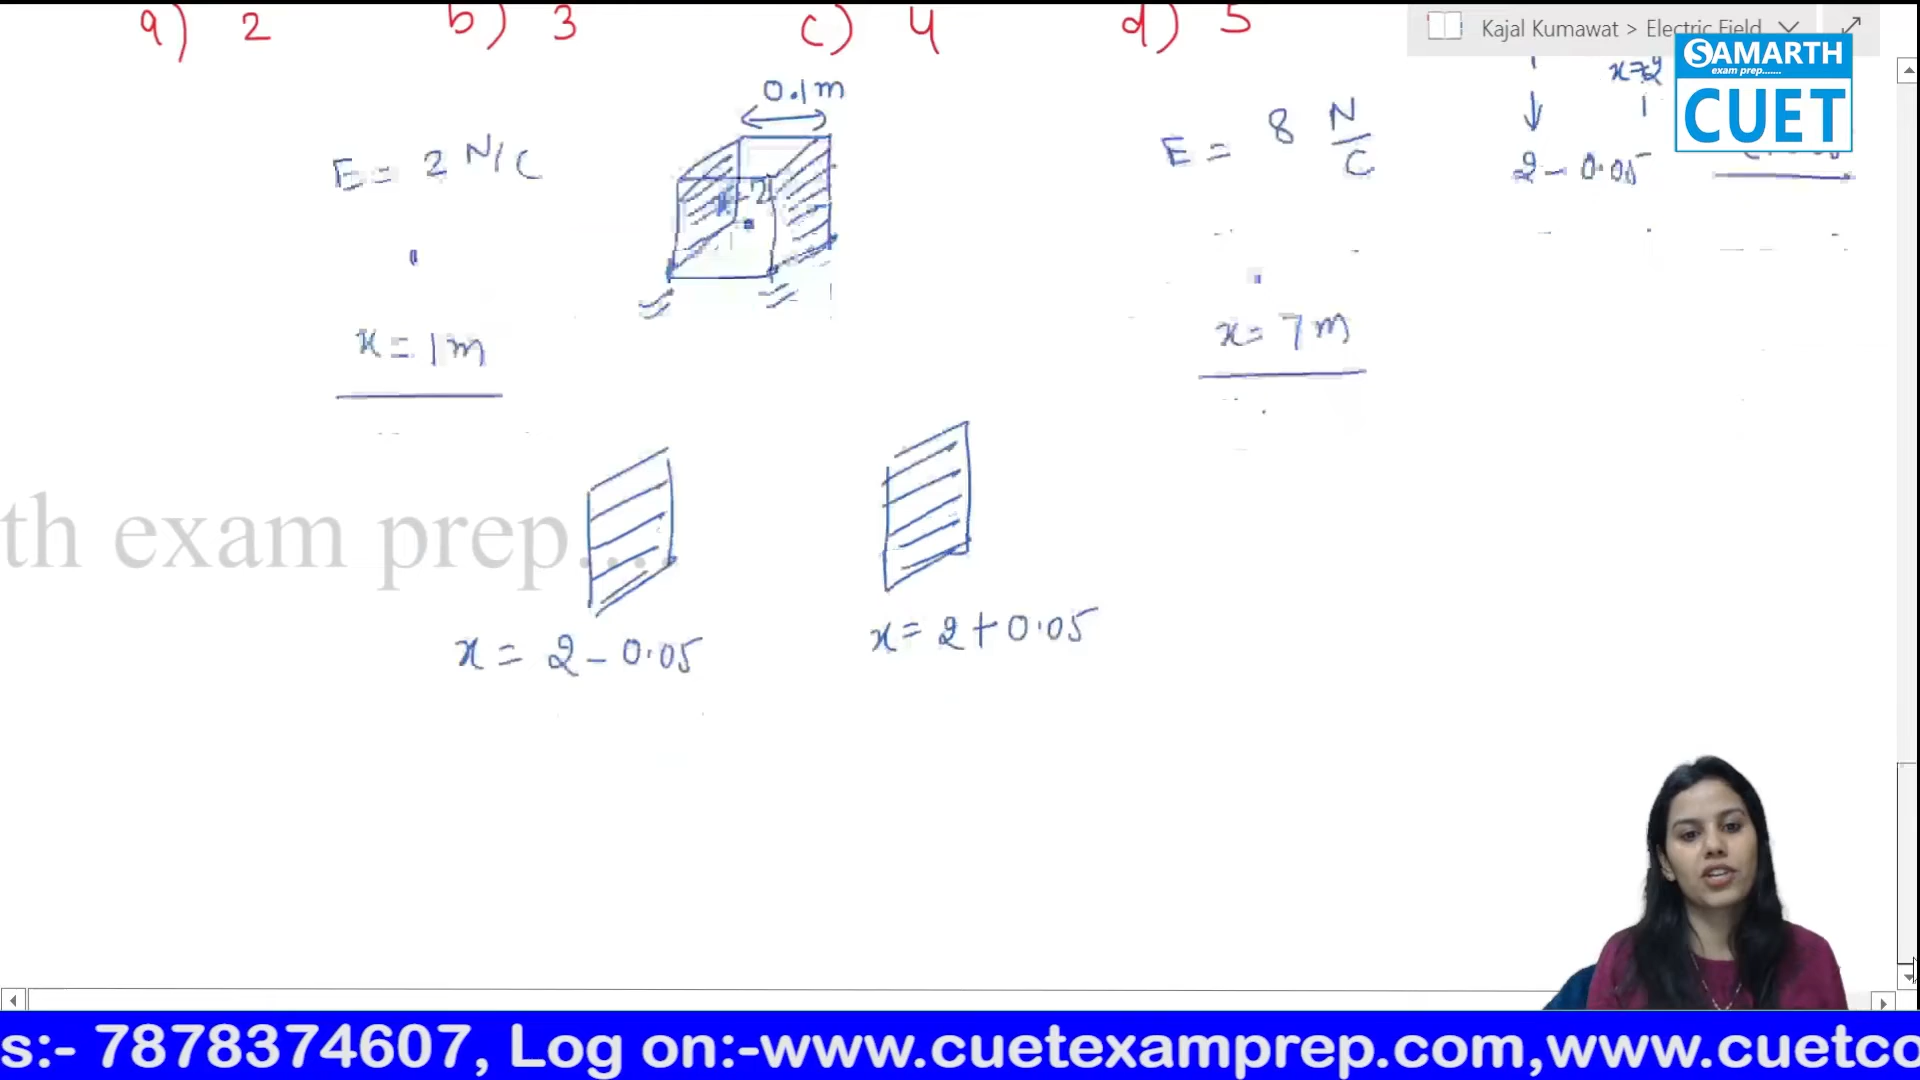 a) 2 b) 3 c) 4 d) 5
Kajal Kumawat > Electric Field
SAMARTH
exam prep......
CUET
x=2
0.1m
E = 2 N/C
x=2
E = 8 N/C
2 - 0.05
x = 1m
x = 7m
th exam prep....
x = 2 - 0.05
x = 2 + 0.05
s:- 7878374607, Log on:-www.cuetexamprep.com,www.cuetco